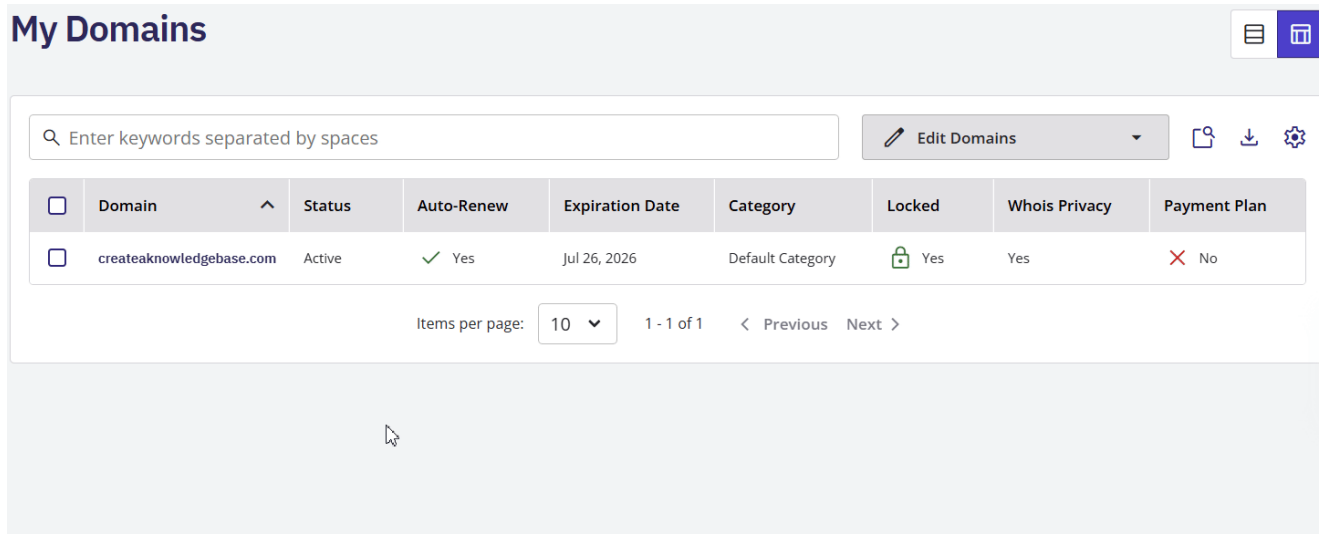 My Domains
Enter keywords separated by spaces
Edit Domains
Domain Status Auto-Renew Expiration Date Category Locked Whois Privacy Payment Plan
createaknowledgebase.com Active Yes Jul 26, 2026 Default Category Yes Yes No
Items per page: 10 1 - 1 of 1 Previous Next